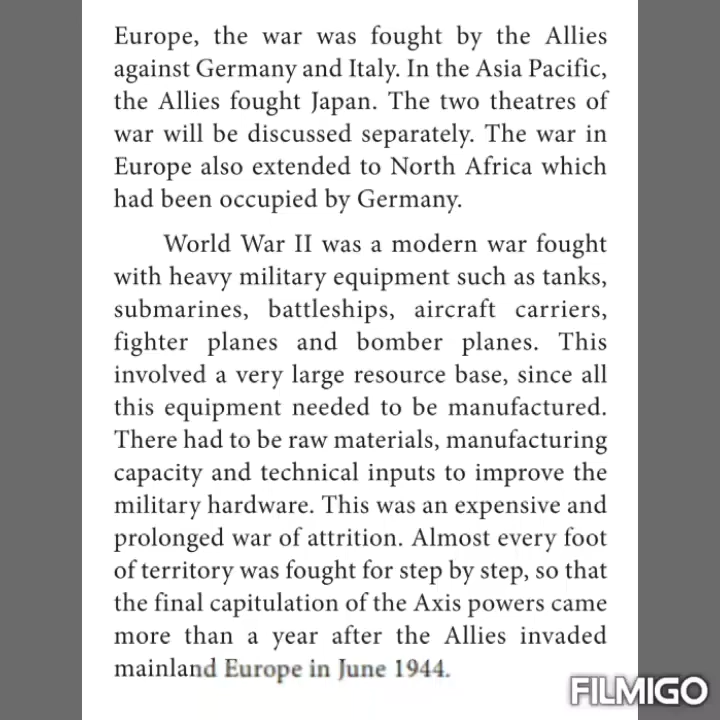 Europe, the war was fought by the Allies
against Germany and Italy. In the Asia Pacific,
the Allies fought Japan. The two theatres of
war will be discussed separately. The war in
Europe also extended to North Africa which
had been occupied by Germany.
World War II was a modern war fought
with heavy military equipment such as tanks,
submarines, battleships, aircraft carriers,
fighter planes and bomber planes. This
involved a very large resource base, since all
this equipment needed to be manufactured.
There had to be raw materials, manufacturing
capacity and technical inputs to improve the
military hardware. This was an expensive and
prolonged war of attrition. Almost every foot
of territory was fought for step by step, so that
the final capitulation of the Axis powers came
more than a year after the Allies invaded
mainland Europe in June 1944.
FILMIGO